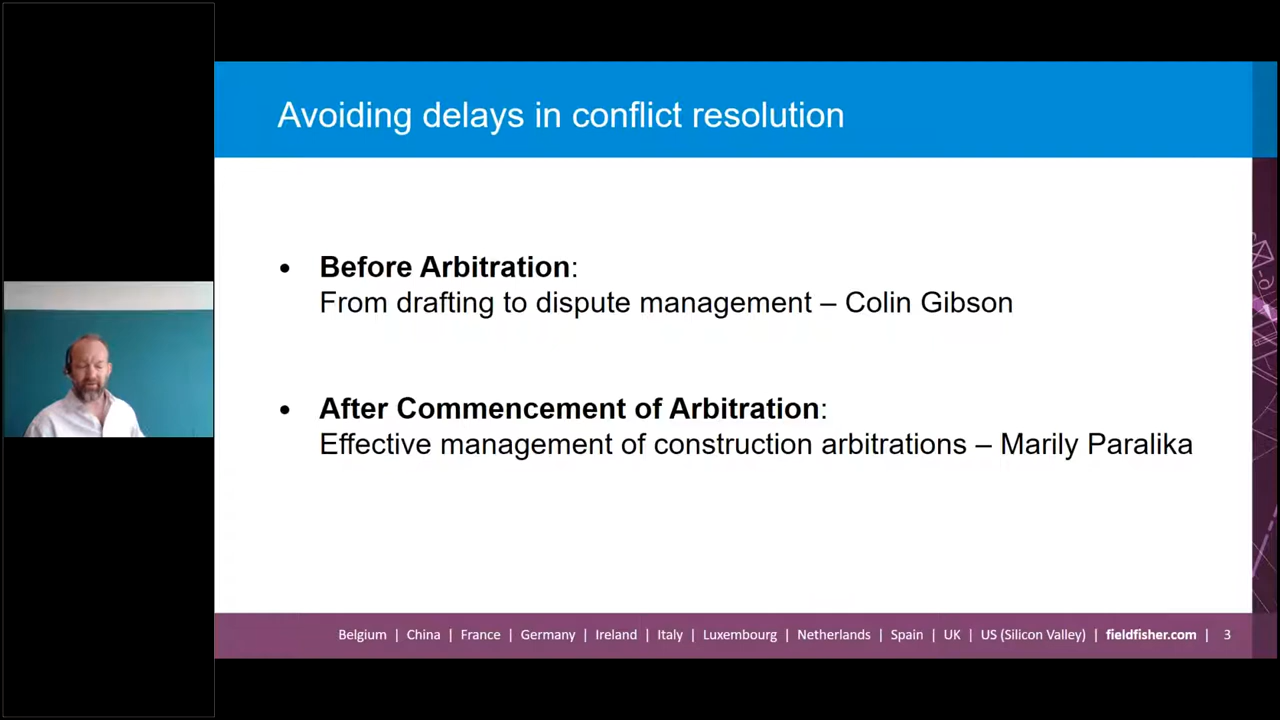 Avoiding delays in conflict resolution
• Before Arbitration:
From drafting to dispute management – Colin Gibson
• After Commencement of Arbitration:
Effective management of construction arbitrations – Marily Paralika
Belgium | China | France | Germany | Ireland | Italy | Luxembourg | Netherlands | Spain | UK | US (Silicon Valley) | fieldfisher.com | 3